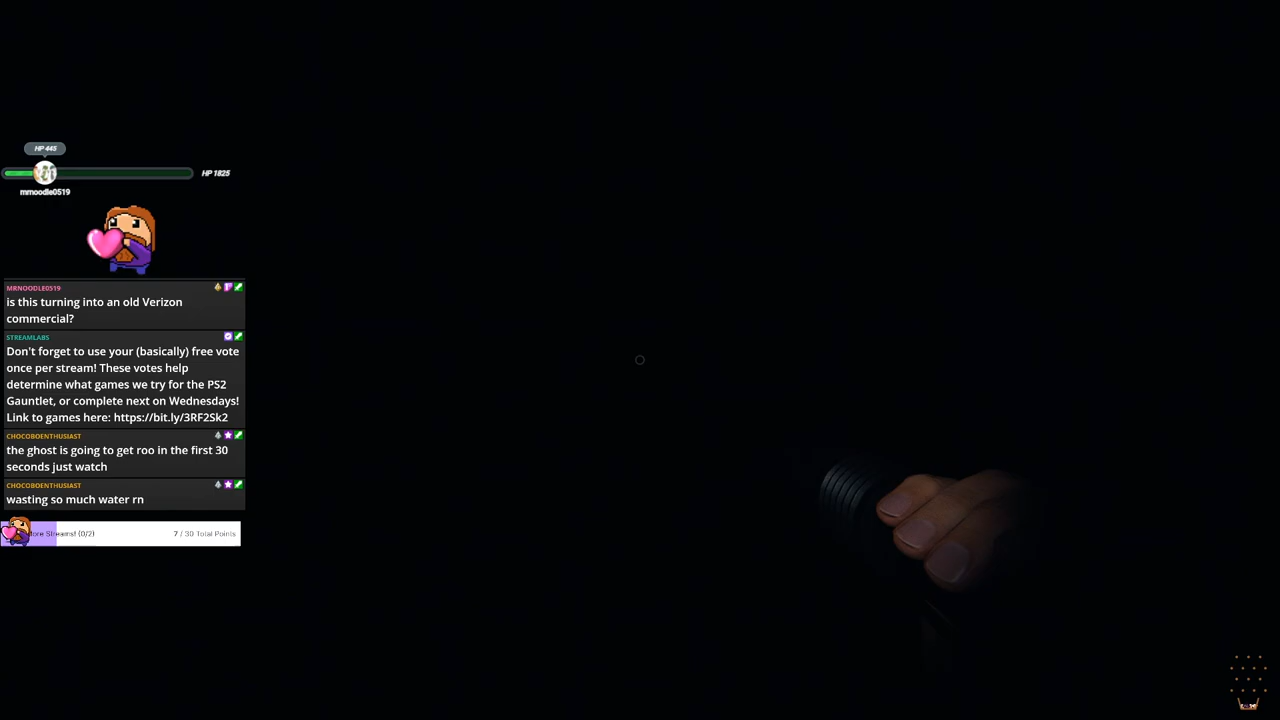 HP 445
HP 1825
mrnoodle0519
MRNOODLE0519
is this turning into an old Verizon
commercial?
STREAMLABS
Don't forget to use your (basically) free vote
once per stream! These votes help
determine what games we try for the PS2
Gauntlet, or complete next on Wednesdays!
Link to games here: https://bit.ly/3RF2Sk2
CHOCOBOENTHUSIAST
the ghost is going to get roo in the first 30
seconds just watch
CHOCOBOENTHUSIAST
wasting so much water rn
Streams! (0/2) 7 / 30 Total Points